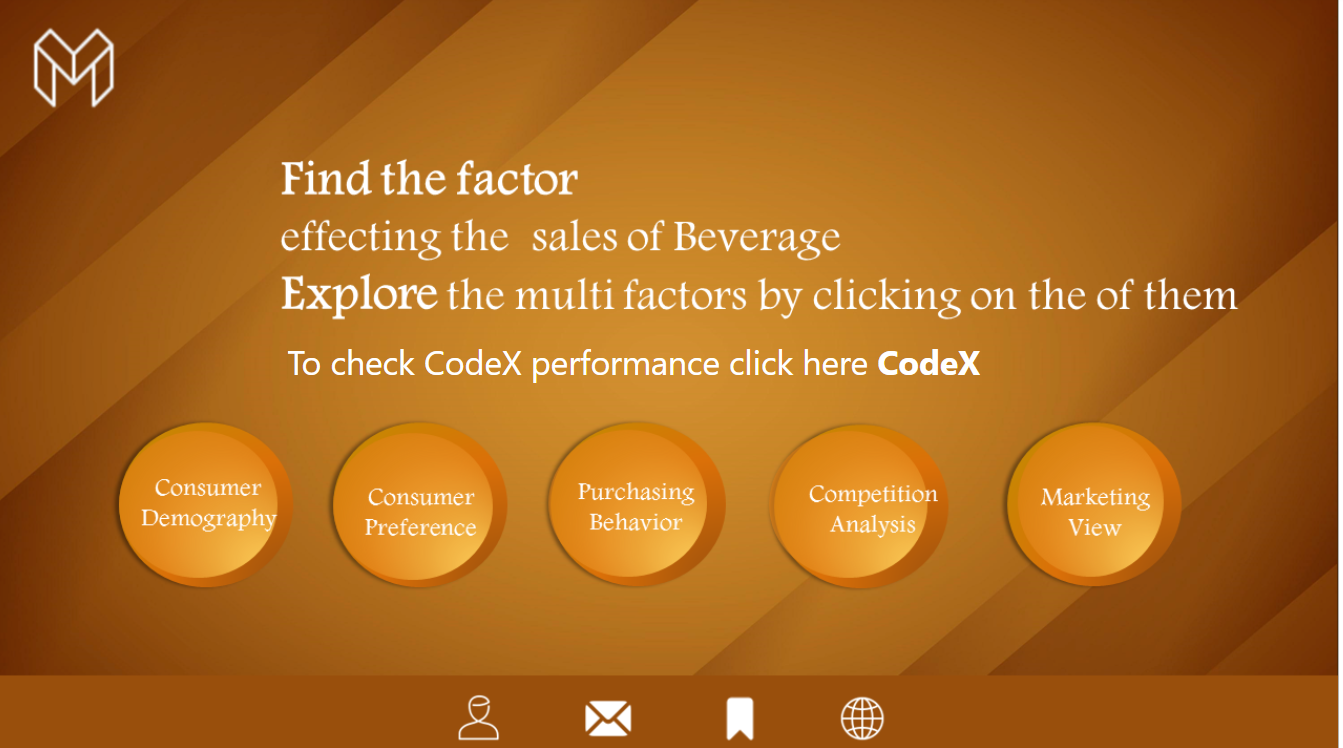 Find the factor
effecting the sales of Beverage
Explore the multi factors by clicking on the of them
To check CodeX performance click here CodeX
Consumer
Demography
Consumer
Preference
Purchasing
Behavior
Competition
Analysis
Marketing
View